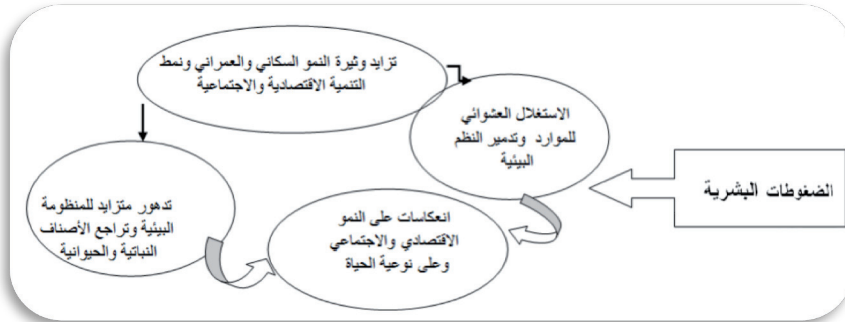 تزايد وثيرة النمو السكاني والعمراني ونمط
التنمية الاقتصادية والاجتماعية
الاستغلال العشوائي
للموارد وتدمير النظم
البيئية
الضغوطات البشرية
تدهور متزايد للمنظومة
البيئية وتراجع الأصناف
النباتية والحيوانية
انعكاسات على النمو
الاقتصادي والاجتماعي
وعلى نوعية الحياة